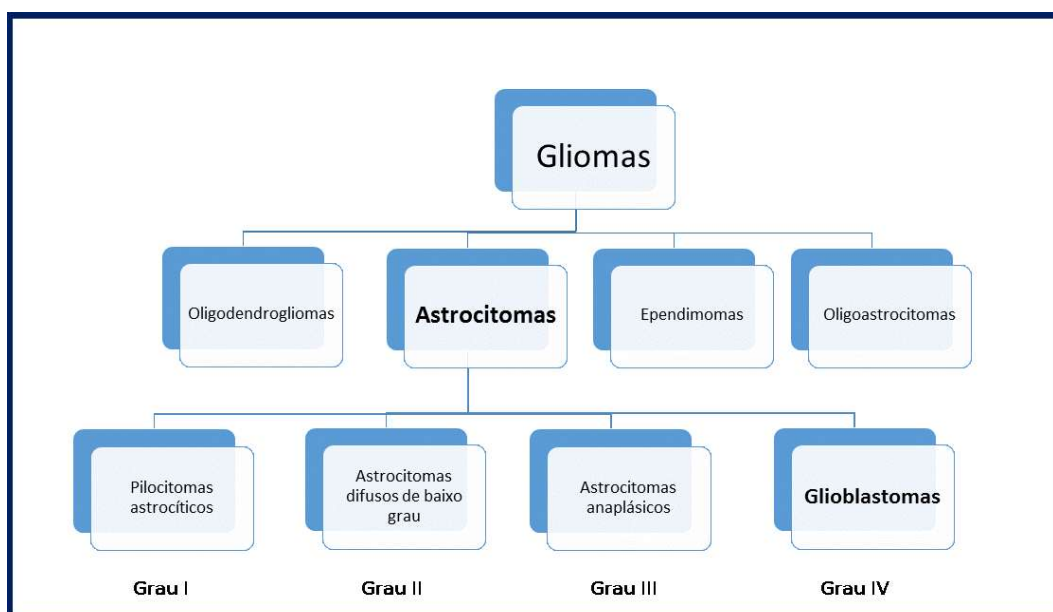 Gliomas
Oligodendrogliomas
Astrocitomas
Ependimomas
Oligoastrocitomas
Pilocitomas
astrocíticos
Astrocitomas
difusos de baixo
grau
Astrocitomas
anaplásicos
Glioblastomas
Grau I
Grau II
Grau III
Grau IV